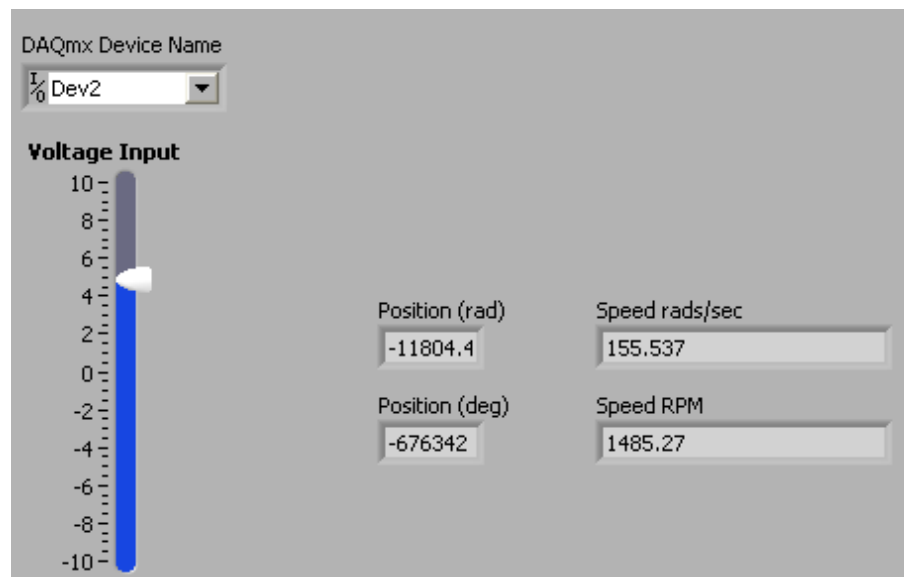 DAQmx Device Name
I/O Dev2
Voltage Input
10
8
6
4
2
0
-2
-4
-6
-8
-10
Position (rad)
Speed rads/sec
-11804.4
155.537
Position (deg)
Speed RPM
-676342
1485.27